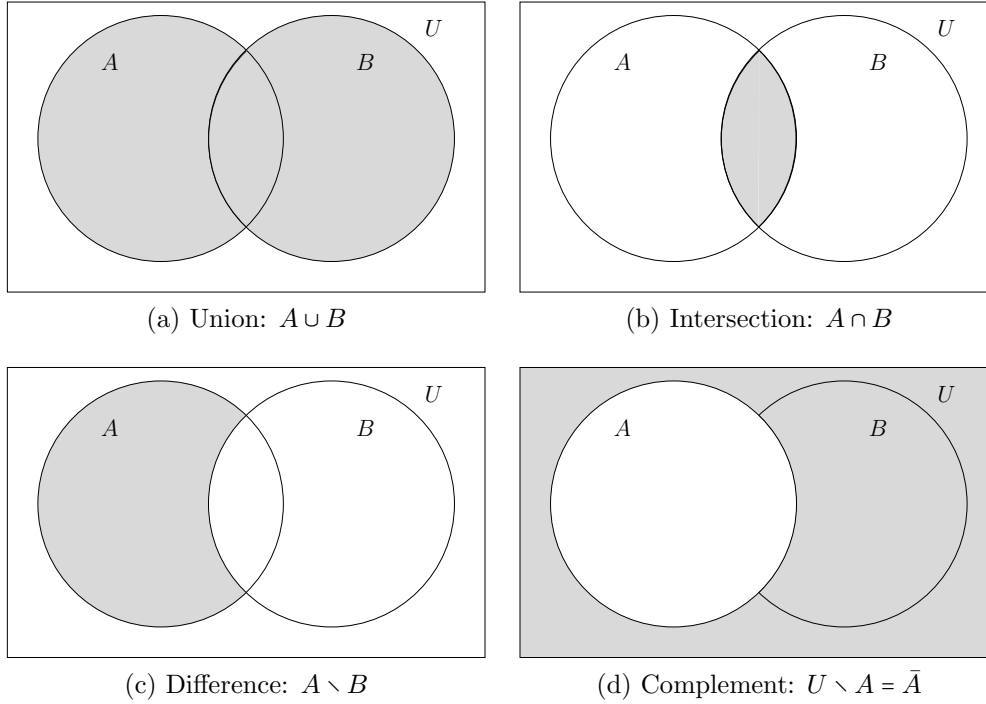 U
A B
(a) Union: A ∪ B
U
A B
(b) Intersection: A ∩ B
U
A B
(c) Difference: A ∖ B
U
A B
(d) Complement: U ∖ A = Ā